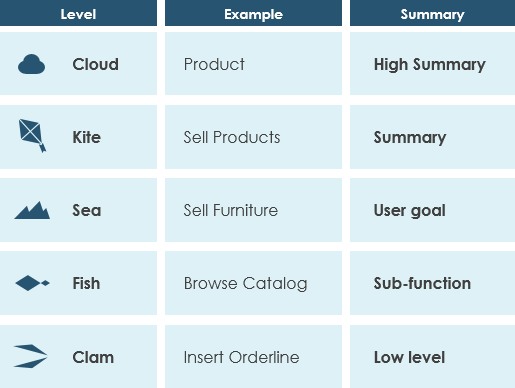 Level Example Summary
Cloud Product High Summary
Kite Sell Products Summary
Sea Sell Furniture User goal
Fish Browse Catalog Sub-function
Clam Insert Orderline Low level